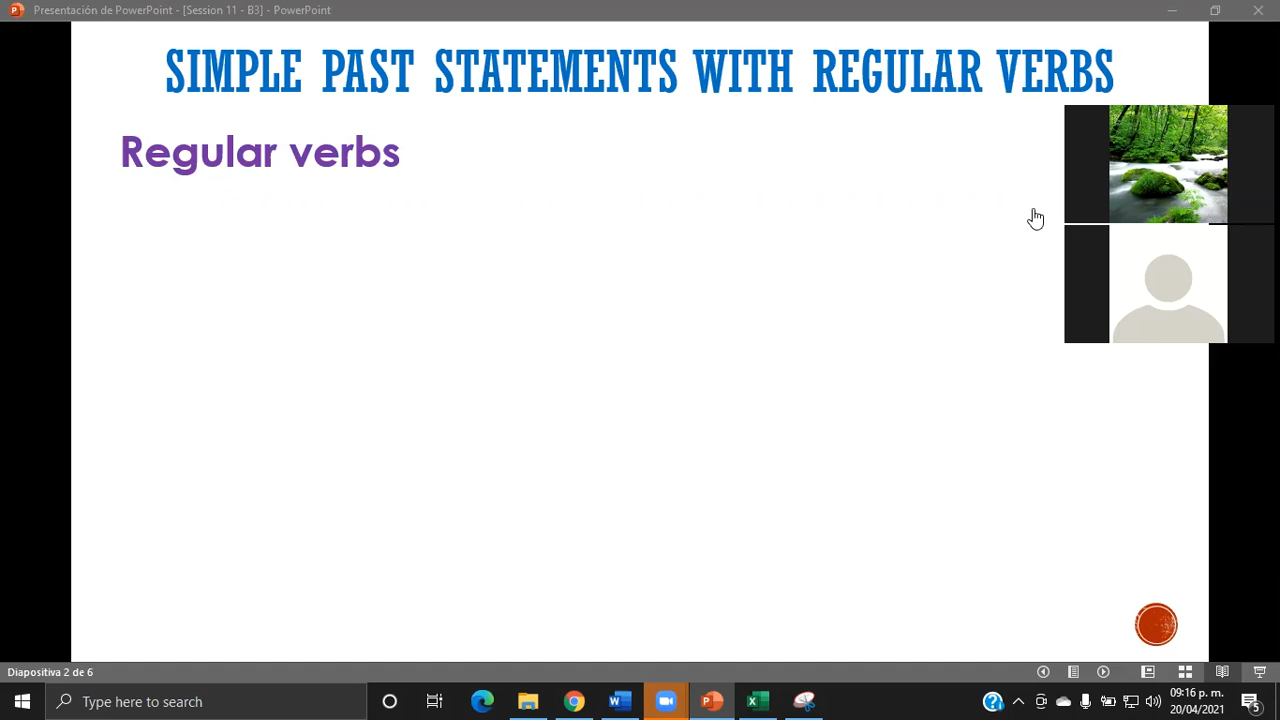 Presentación de PowerPoint - [Session 11 - B3] - PowerPoint
SIMPLE PAST STATEMENTS WITH REGULAR VERBS
Regular verbs
Diapositiva 2 de 6
Type here to search
09:16 p. m.
20/04/2021
5